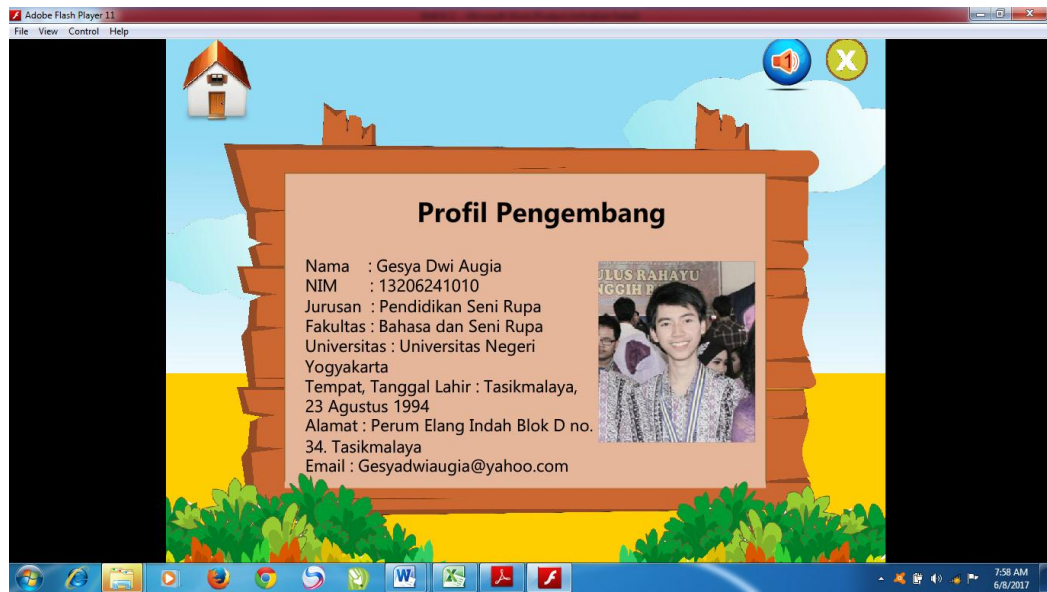 Adobe Flash Player 11
File View Control Help
X
Profil Pengembang
Nama : Gesya Dwi Augia
NIM : 13206241010
Jurusan : Pendidikan Seni Rupa
Fakultas : Bahasa dan Seni Rupa
Universitas : Universitas Negeri
Yogyakarta
Tempat, Tanggal Lahir : Tasikmalaya,
23 Agustus 1994
Alamat : Perum Elang Indah Blok D no.
34. Tasikmalaya
Email : Gesyadwiaugia@yahoo.com
ULUS RAHAYU
7:58 AM
6/8/2017